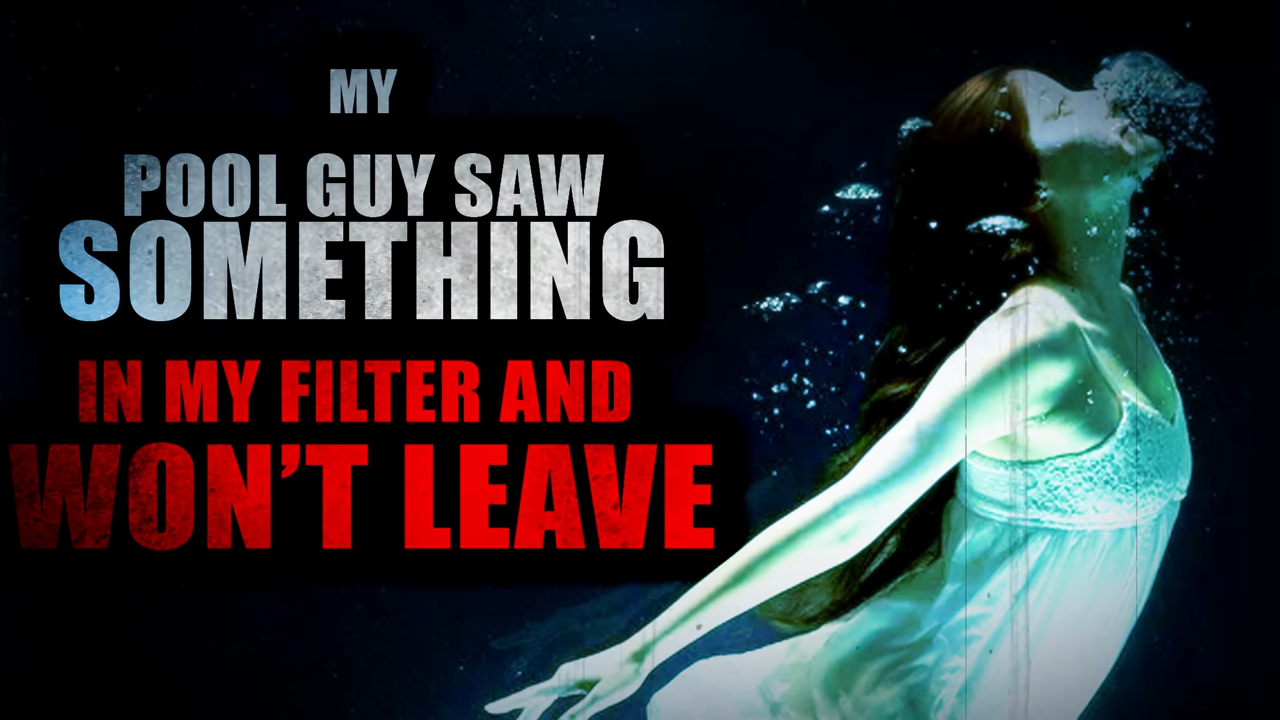 MY
POOL GUY SAW
SOMETHING
IN MY FILTER AND
WON'T LEAVE